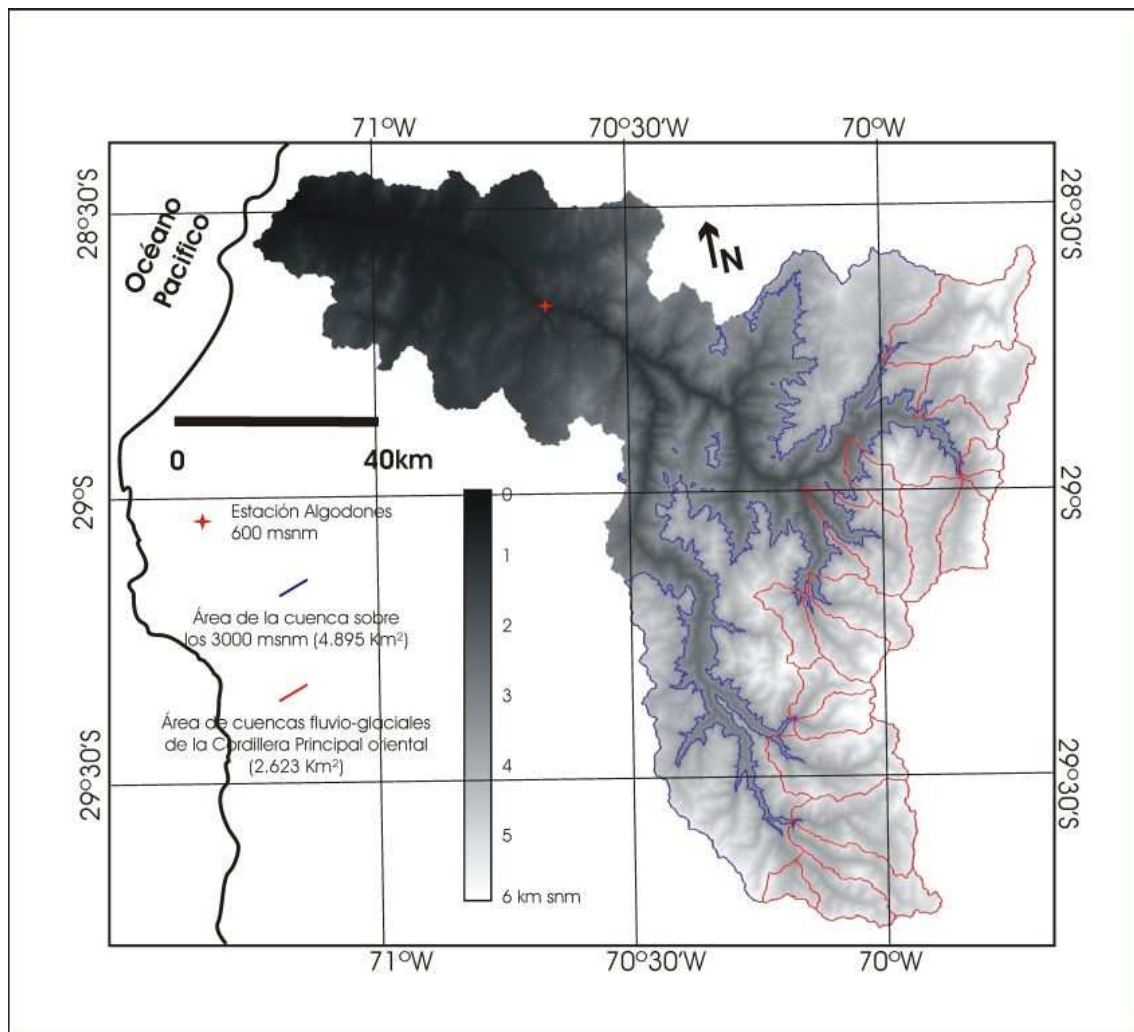 71°W
70°30'W
70°W
28°30'S
28°30'S
Océano
Pacifico
N
0
40km
29°S
29°S
Estación Algodones
600 msnm
Área de la cuenca sobre
los 3000 msnm (4.895 Km²)
Área de cuencas fluvio-glaciales
de la Cordillera Principal oriental
(2.623 Km²)
0
1
2
3
4
5
6 km snm
29°30'S
29°30'S
71°W
70°30'W
70°W